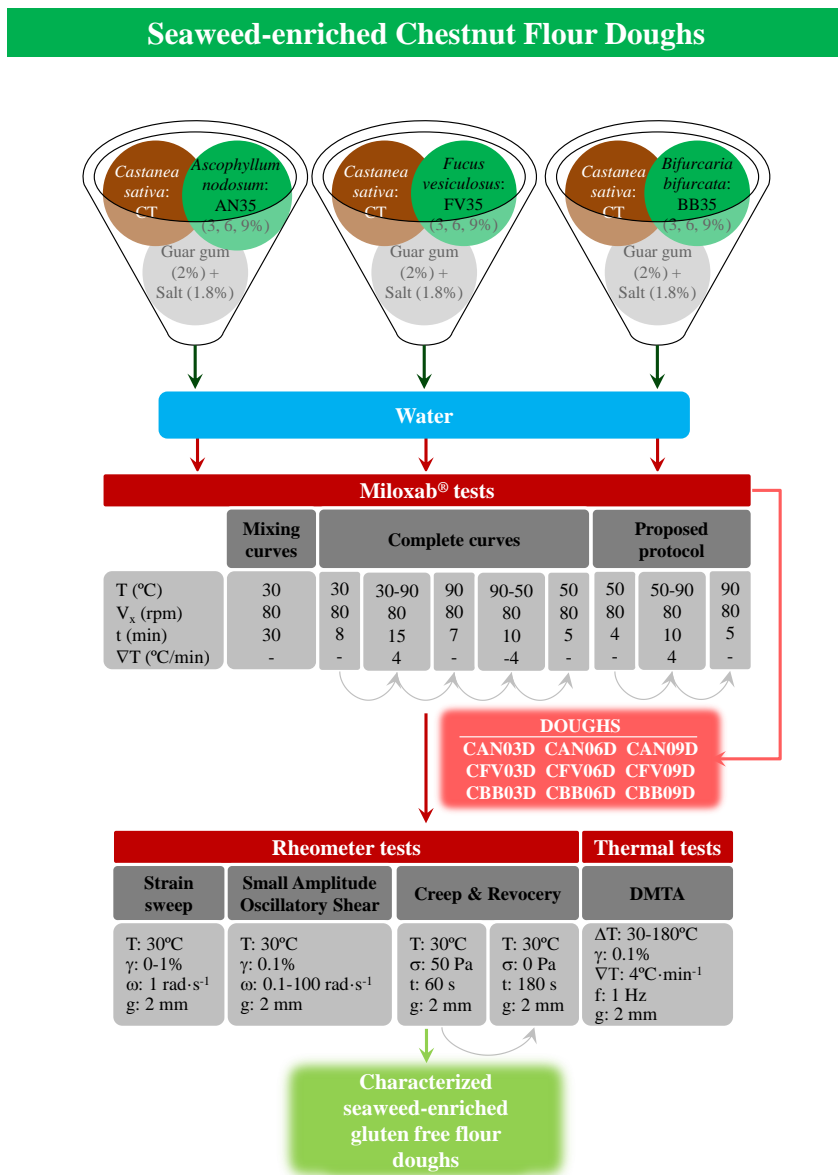 Seaweed-enriched Chestnut Flour Doughs
Castanea
sativa:
CT
Ascophyllum
nodosum:
AN35
(3, 6, 9%)
Guar gum
(2%) +
Salt (1.8%)
Castanea
sativa:
CT
Fucus
vesiculosus:
FV35
(3, 6, 9%)
Guar gum
(2%) +
Salt (1.8%)
Castanea
sativa:
CT
Bifurcaria
bifurcata:
BB35
(3, 6, 9%)
Guar gum
(2%) +
Salt (1.8%)
Water
Miloxab® tests
Mixing
curves
Complete curves
Proposed
protocol
T (ºC) 30 30 30-90 90 90-50 50 50 50-90 90
Vx (rpm) 80 80 80 80 80 80 80 80 80
t (min) 30 8 15 7 10 5 4 10 5
∇T (ºC/min) - - 4 - -4 - - 4 -
DOUGHS
CAN03D CAN06D CAN09D
CFV03D CFV06D CFV09D
CBB03D CBB06D CBB09D
Rheometer tests
Thermal tests
Strain
sweep
Small Amplitude
Oscillatory Shear
Creep & Revocery
DMTA
T: 30ºC
γ: 0-1%
ω: 1 rad·s⁻¹
g: 2 mm
T: 30ºC
γ: 0.1%
ω: 0.1-100 rad·s⁻¹
g: 2 mm
T: 30ºC
σ: 50 Pa
t: 60 s
g: 2 mm
T: 30ºC
σ: 0 Pa
t: 180 s
g: 2 mm
ΔT: 30-180ºC
γ: 0.1%
∇T: 4ºC·min⁻¹
f: 1 Hz
g: 2 mm
Characterized
seaweed-enriched
gluten free flour
doughs